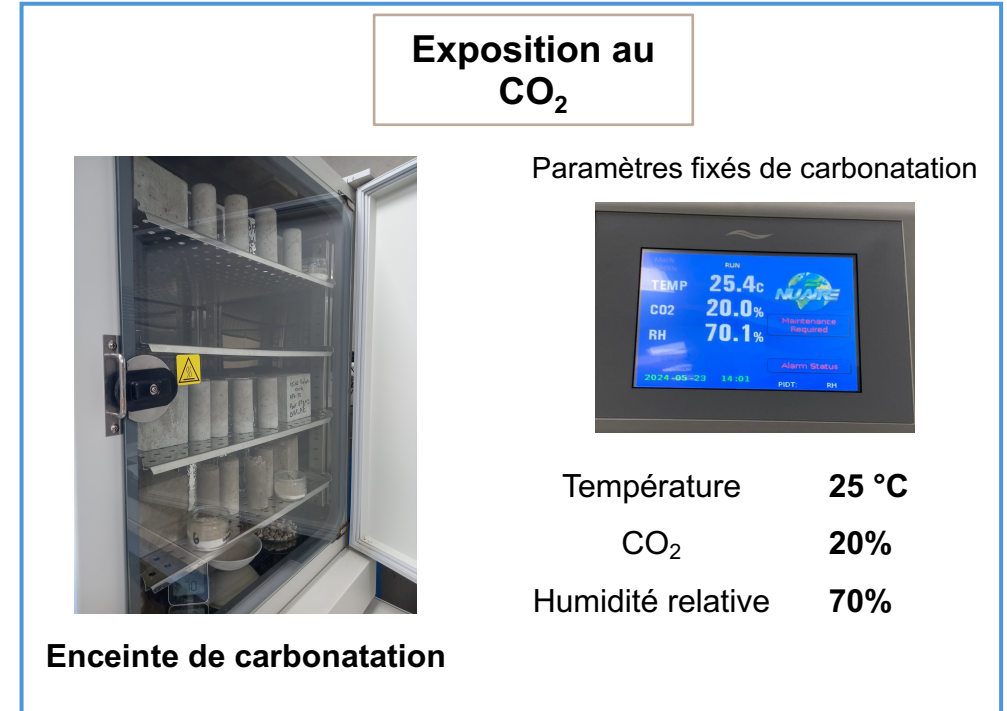 Exposition au
CO₂
Paramètres fixés de carbonatation
RUN
TEMP 25.4c
CO2 20.0%
RH 70.1%
NUAIRE
Maintenance
Required
Alarm Status
2024-05-23 14:01
PIDT: RH
Température 25 °C
CO₂ 20%
Humidité relative 70%
Enceinte de carbonatation